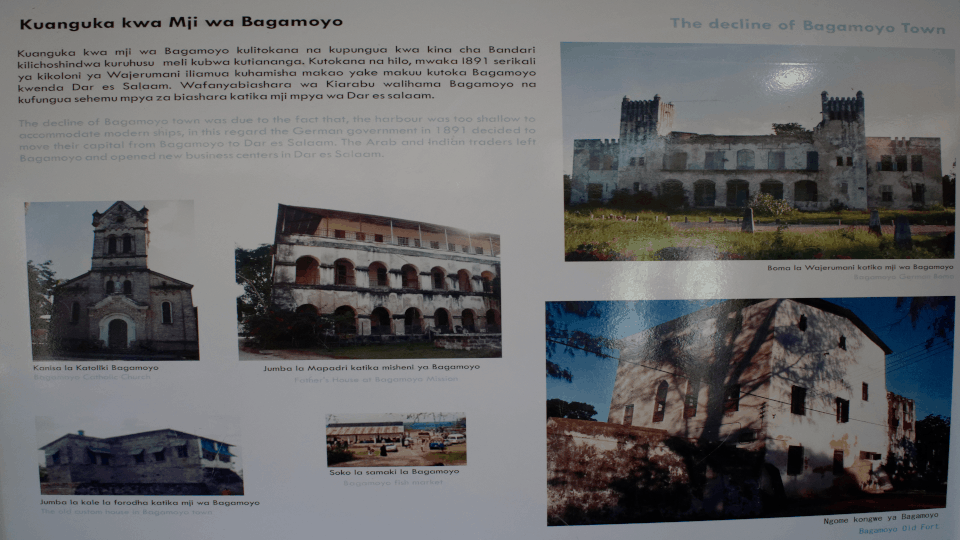 Kuanguka kwa Mji wa Bagamoyo
The decline of Bagamoyo Town
Kuanguka kwa mji wa Bagamoyo kulitokana na kupungua kwa kina cha Bandari
kilichoshindwa kuruhusu meli kubwa kutiananga. Kutokana na hilo, mwaka 1891 serikali
ya kikoloni ya Wajerumani iliamua kuhamisha makao yake makuu kutoka Bagamoyo
kwenda Dar es Salaam. Wafanyabiashara wa Kiarabu walihama Bagamoyo na
kufungua sehemu mpya za biashara katika mji mpya wa Dar es salaam.
The decline of Bagamoyo town was due to the fact that, the harbour was too shallow to
accommodate modern ships, in this regard the German government in 1891 decided to
move their capital from Bagamoyo to Dar es Salaam. The Arab and Indian traders left
Bagamoyo and opened new business centers in Dar es Salaam.
Boma la Wajerumani katika mji wa Bagamoyo
Bagamoyo German Boma
Kanisa la Katoliki Bagamoyo
Bagamoyo Catholic Church
Jumba la Mapadri katika misheni ya Bagamoyo
Father's House at Bagamoyo Mission
Jumba la kale la forodha katika mji wa Bagamoyo
The old custom house in Bagamoyo town
Soko la samaki la Bagamoyo
Bagamoyo Fish market
Ngome kongwe ya Bagamoyo
Bagamoyo Old Fort